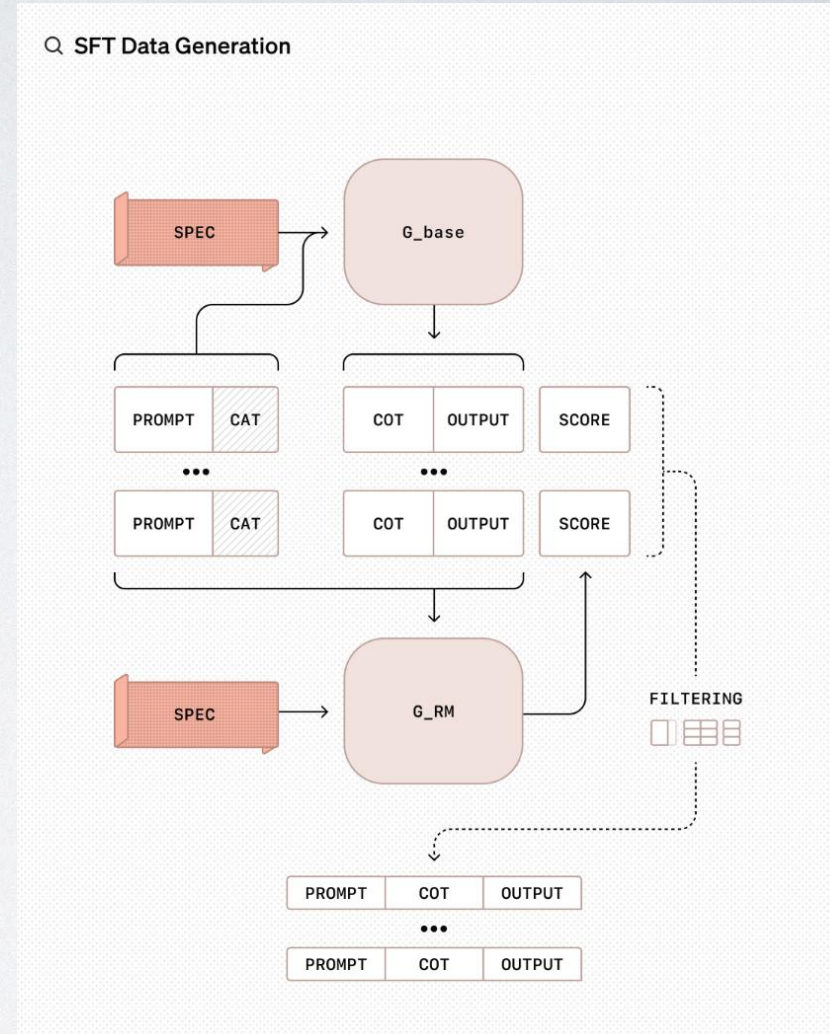 SFT Data Generation
SPEC
G_base
PROMPT CAT COT OUTPUT SCORE
•••  •••
PROMPT CAT COT OUTPUT SCORE
SPEC
G_RM
FILTERING
PROMPT COT OUTPUT
•••
PROMPT COT OUTPUT